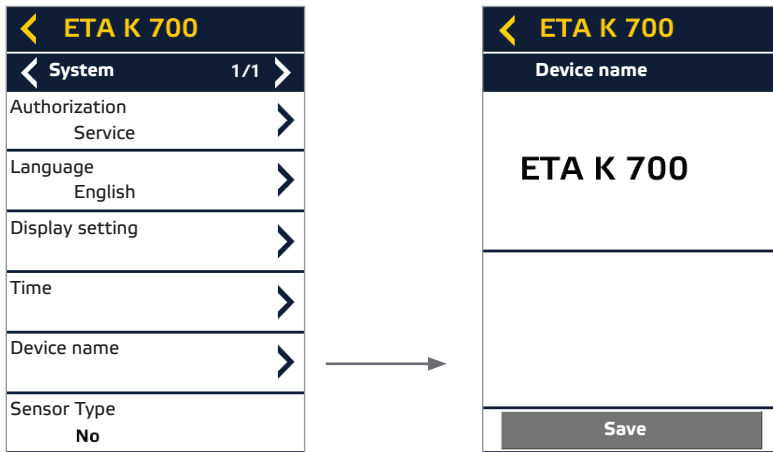 ETA K 700
System 1/1
Authorization
Service
Language
English
Display setting
Time
Device name
Sensor Type
No
ETA K 700
Device name
ETA K 700
Save